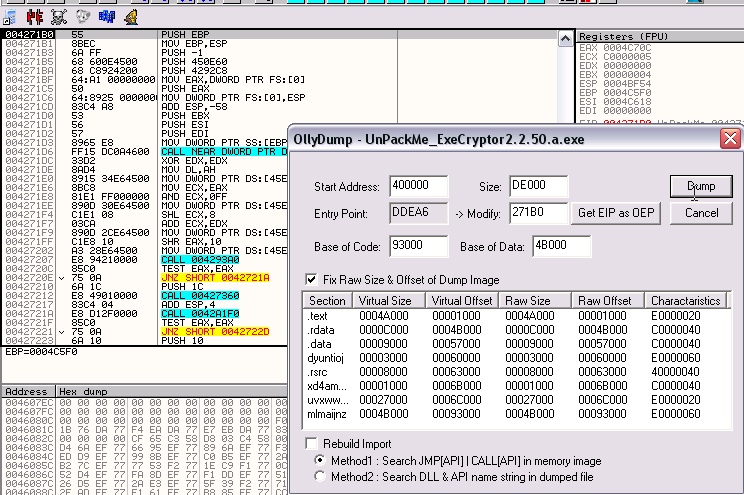 004271B0 55 PUSH EBP
004271B1 8BEC MOV EBP,ESP
004271B3 6A FF PUSH -1
004271B5 68 600E4500 PUSH 450E60
004271BA 68 C8924200 PUSH 4292C8
004271BF 64:A1 00000000 MOV EAX,DWORD PTR FS:[0]
004271C5 50 PUSH EAX
004271C6 64:8925 0000000 MOV DWORD PTR FS:[0],ESP
004271CD 83C4 A8 ADD ESP,-58
004271D0 53 PUSH EBX
004271D1 56 PUSH ESI
004271D2 57 PUSH EDI
004271D3 8965 E8 MOV DWORD PTR SS:[EBP
004271D6 FF15 DC0A4600 CALL NEAR DWORD PTR D
004271DC 33D2 XOR EDX,EDX
004271DE 8AD4 MOV DL,AH
004271E0 8915 34E64500 MOV DWORD PTR DS:[45E
004271E6 8BC8 MOV ECX,EAX
004271E8 81E1 FF000000 AND ECX,0FF
004271EE 890D 30E64500 MOV DWORD PTR DS:[45E
004271F4 C1E1 08 SHL ECX,8
004271F7 03CA ADD ECX,EDX
004271F9 890D 2CE64500 MOV DWORD PTR DS:[45E
004271FF C1E8 10 SHR EAX,10
00427202 A3 28E64500 MOV DWORD PTR DS:[45E
00427207 E8 94210000 CALL 004293A0
0042720C 85C0 TEST EAX,EAX
0042720E 75 0A JNZ SHORT 0042721A
00427210 6A 1C PUSH 1C
00427212 E8 49010000 CALL 00427360
00427217 83C4 04 ADD ESP,4
0042721A E8 D12F0000 CALL 0042A1F0
0042721F 85C0 TEST EAX,EAX
00427221 75 0A JNZ SHORT 0042722D
00427223 6A 10 PUSH 10
EBP=0004C5F0
Registers (FPU)
EAX 0004C70C
ECX C0000005
EDX 00000000
EBX 00000004
ESP 0004BF54
EBP 0004C5F0
ESI 0004C618
EDI 00000000
Address Hex dump
OllyDump - UnPackMe_ExeCryptor2.2.50.a.exe
Start Address: 400000 Size: DE000 Dump
Entry Point: DDEA6 -> Modify: 271B0 Get EIP as OEP Cancel
Base of Code: 93000 Base of Data: 4B000
Fix Raw Size & Offset of Dump Image
Section Virtual Size Virtual Offset Raw Size Raw Offset Charactaristics
.text 0004A000 00001000 0004A000 00001000 E0000020
.rdata 0000C000 0004B000 0000C000 0004B000 C0000040
.data 00009000 00057000 00009000 00057000 C0000040
dyuntioj 00003000 00060000 00003000 00060000 E0000060
.rsrc 00008000 00063000 00008000 00063000 40000040
xd4am... 00001000 0006B000 00001000 0006B000 C0000040
uvxww... 00027000 0006C000 00027000 0006C000 E0000020
mlmaijnz 0004B000 00093000 0004B000 00093000 E0000060
Rebuild Import
Method1 : Search JMP[API] | CALL[API] in memory image
Method2 : Search DLL & API name string in dumped file